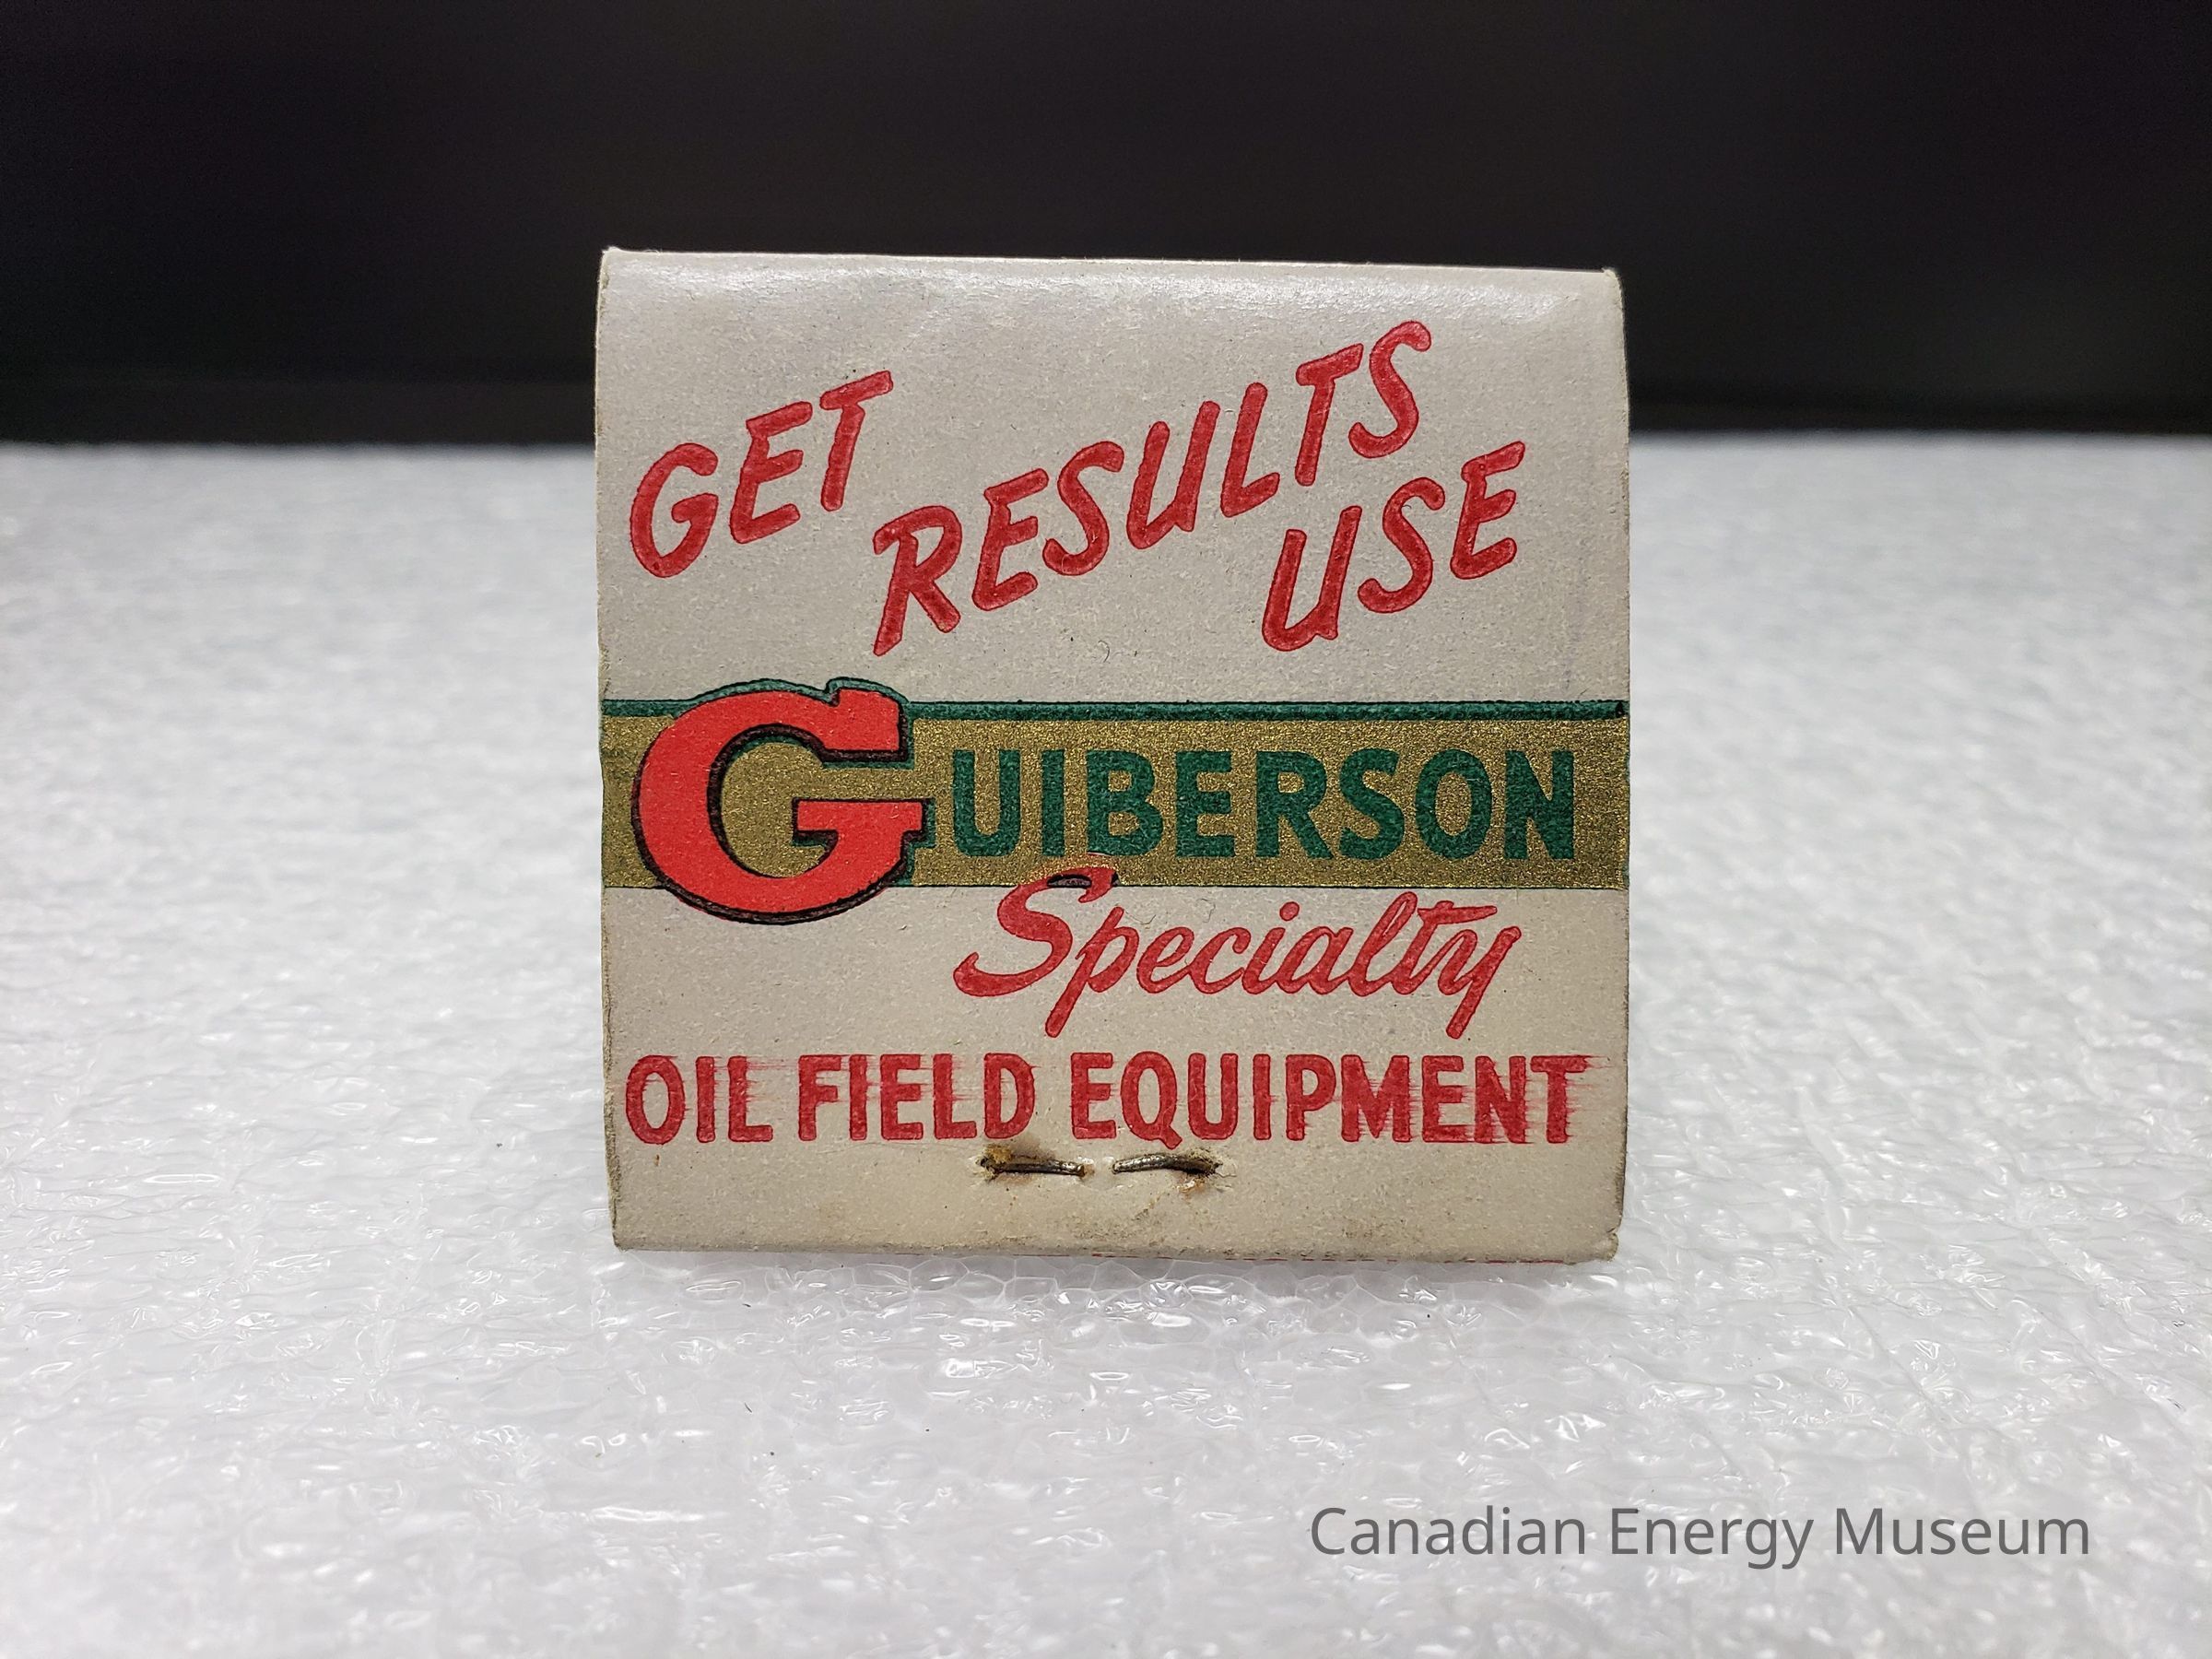 GET
RESULTS
USE
GUIBERSON
Specialty
OIL FIELD EQUIPMENT
Canadian Energy Museum